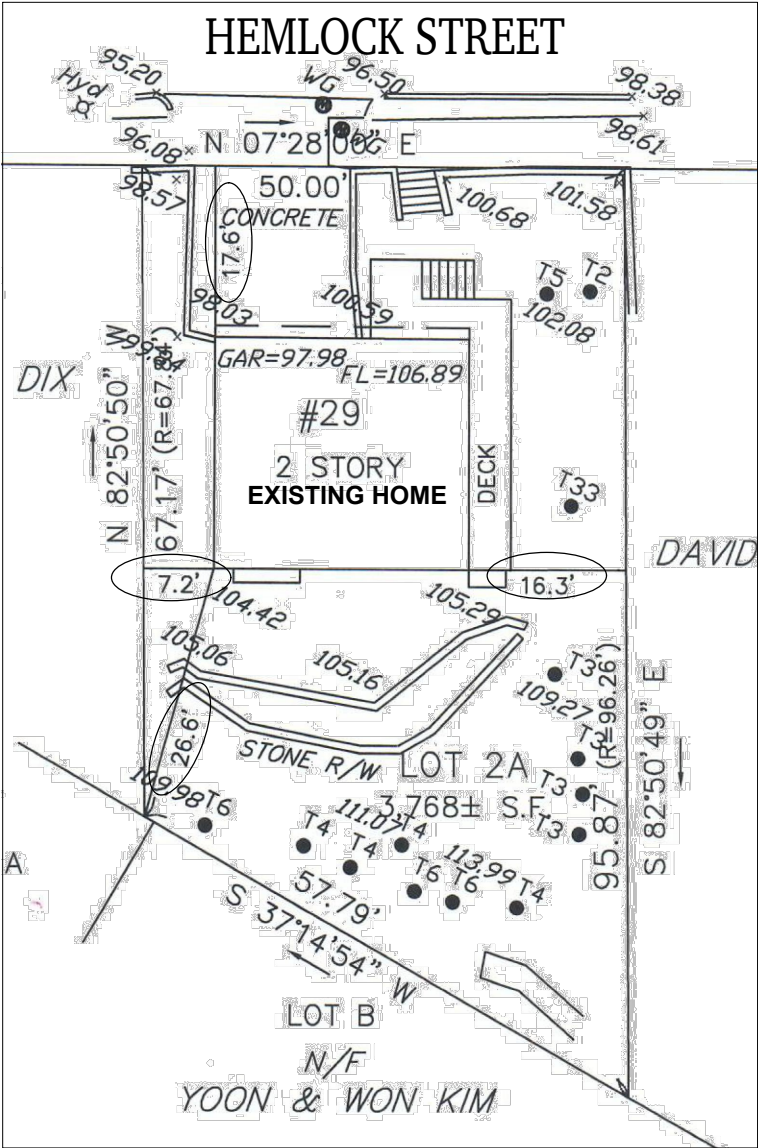 HEMLOCK STREET
Hyd
95.20
WG
96.50
98.38
98.61
96.08
N 07°28'00" E
WG
98.57
50.00'
CONCRETE
17.6'
100.68
101.58
T5
T2
102.08
98.03
100.59
GAR=97.98
FL=106.89
DIX
N 82°50'50" W
67.17'
#29
2 STORY
EXISTING HOME
DECK
T33
DAVID
7.2'
16.3'
104.42
105.29
105.06
105.16
T3
109.27
26.6'
STONE R/W
LOT 2A
3,768± S.F.
T3
T3
T3
95.87' (R=96.26')
S 82°50'49" E
109.98
T6
T4
111.07
T4
T4
113.99
T6
T6
T4
57.79'
S 37°14'54" W
A
LOT B
N/F
YOON & WON KIM